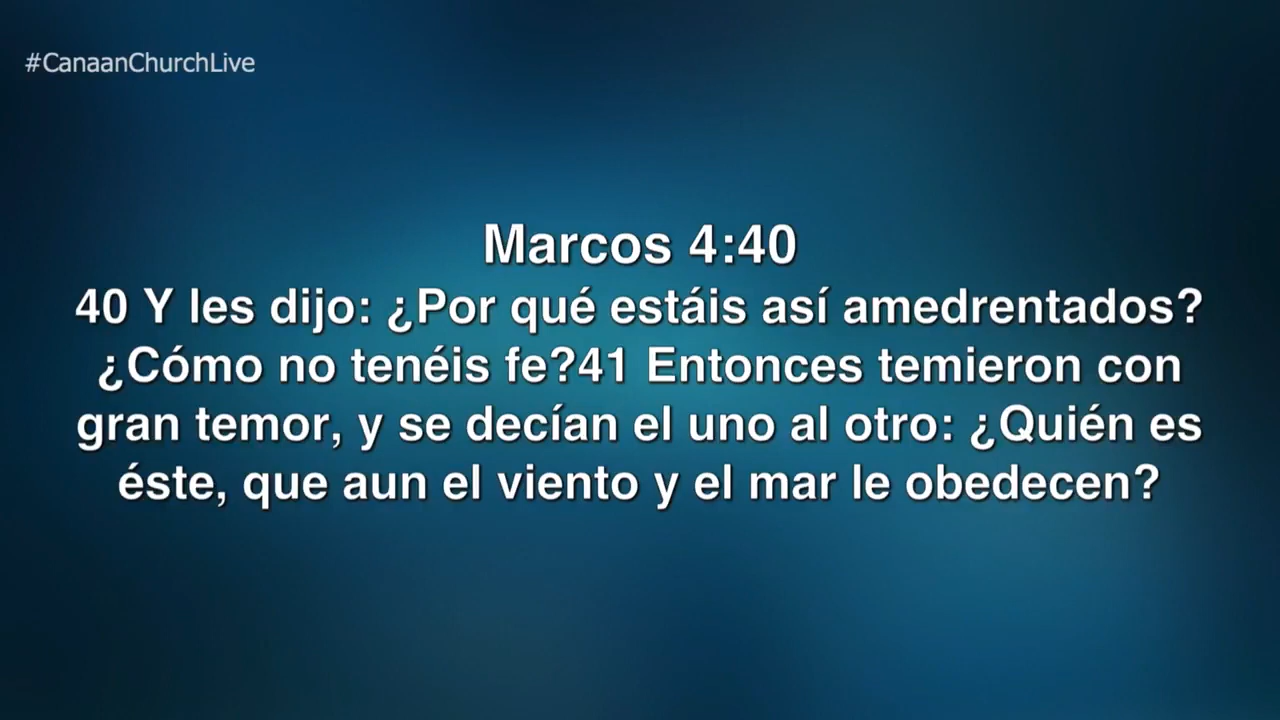 #CanaanChurchLive
Marcos 4:40
40 Y les dijo: ¿Por qué estáis así amedrentados?
¿Cómo no tenéis fe?41 Entonces temieron con
gran temor, y se decían el uno al otro: ¿Quién es
éste, que aun el viento y el mar le obedecen?